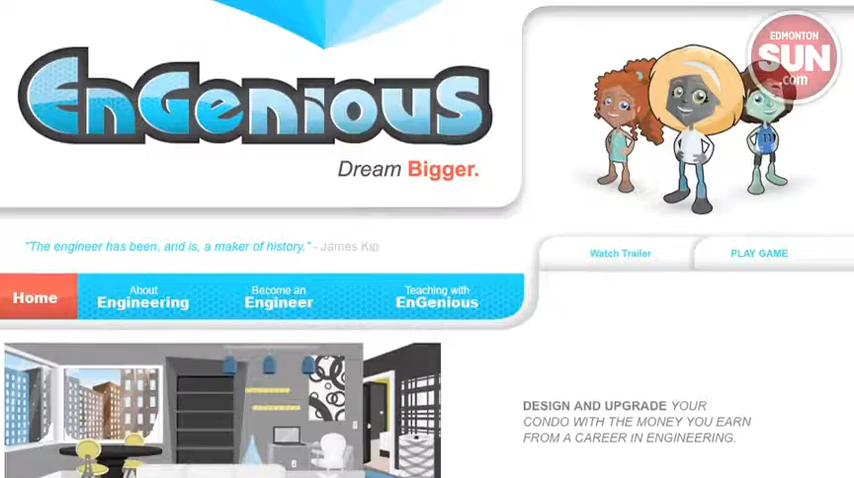 EDMONTON
SUN
.com
EnGenious
Dream Bigger.
"The engineer has been, and is, a maker of history." - James Kip
Watch Trailer
PLAY GAME
Home
About
Engineering
Become an
Engineer
Teaching with
EnGenious
DESIGN AND UPGRADE YOUR
CONDO WITH THE MONEY YOU EARN
FROM A CAREER IN ENGINEERING.